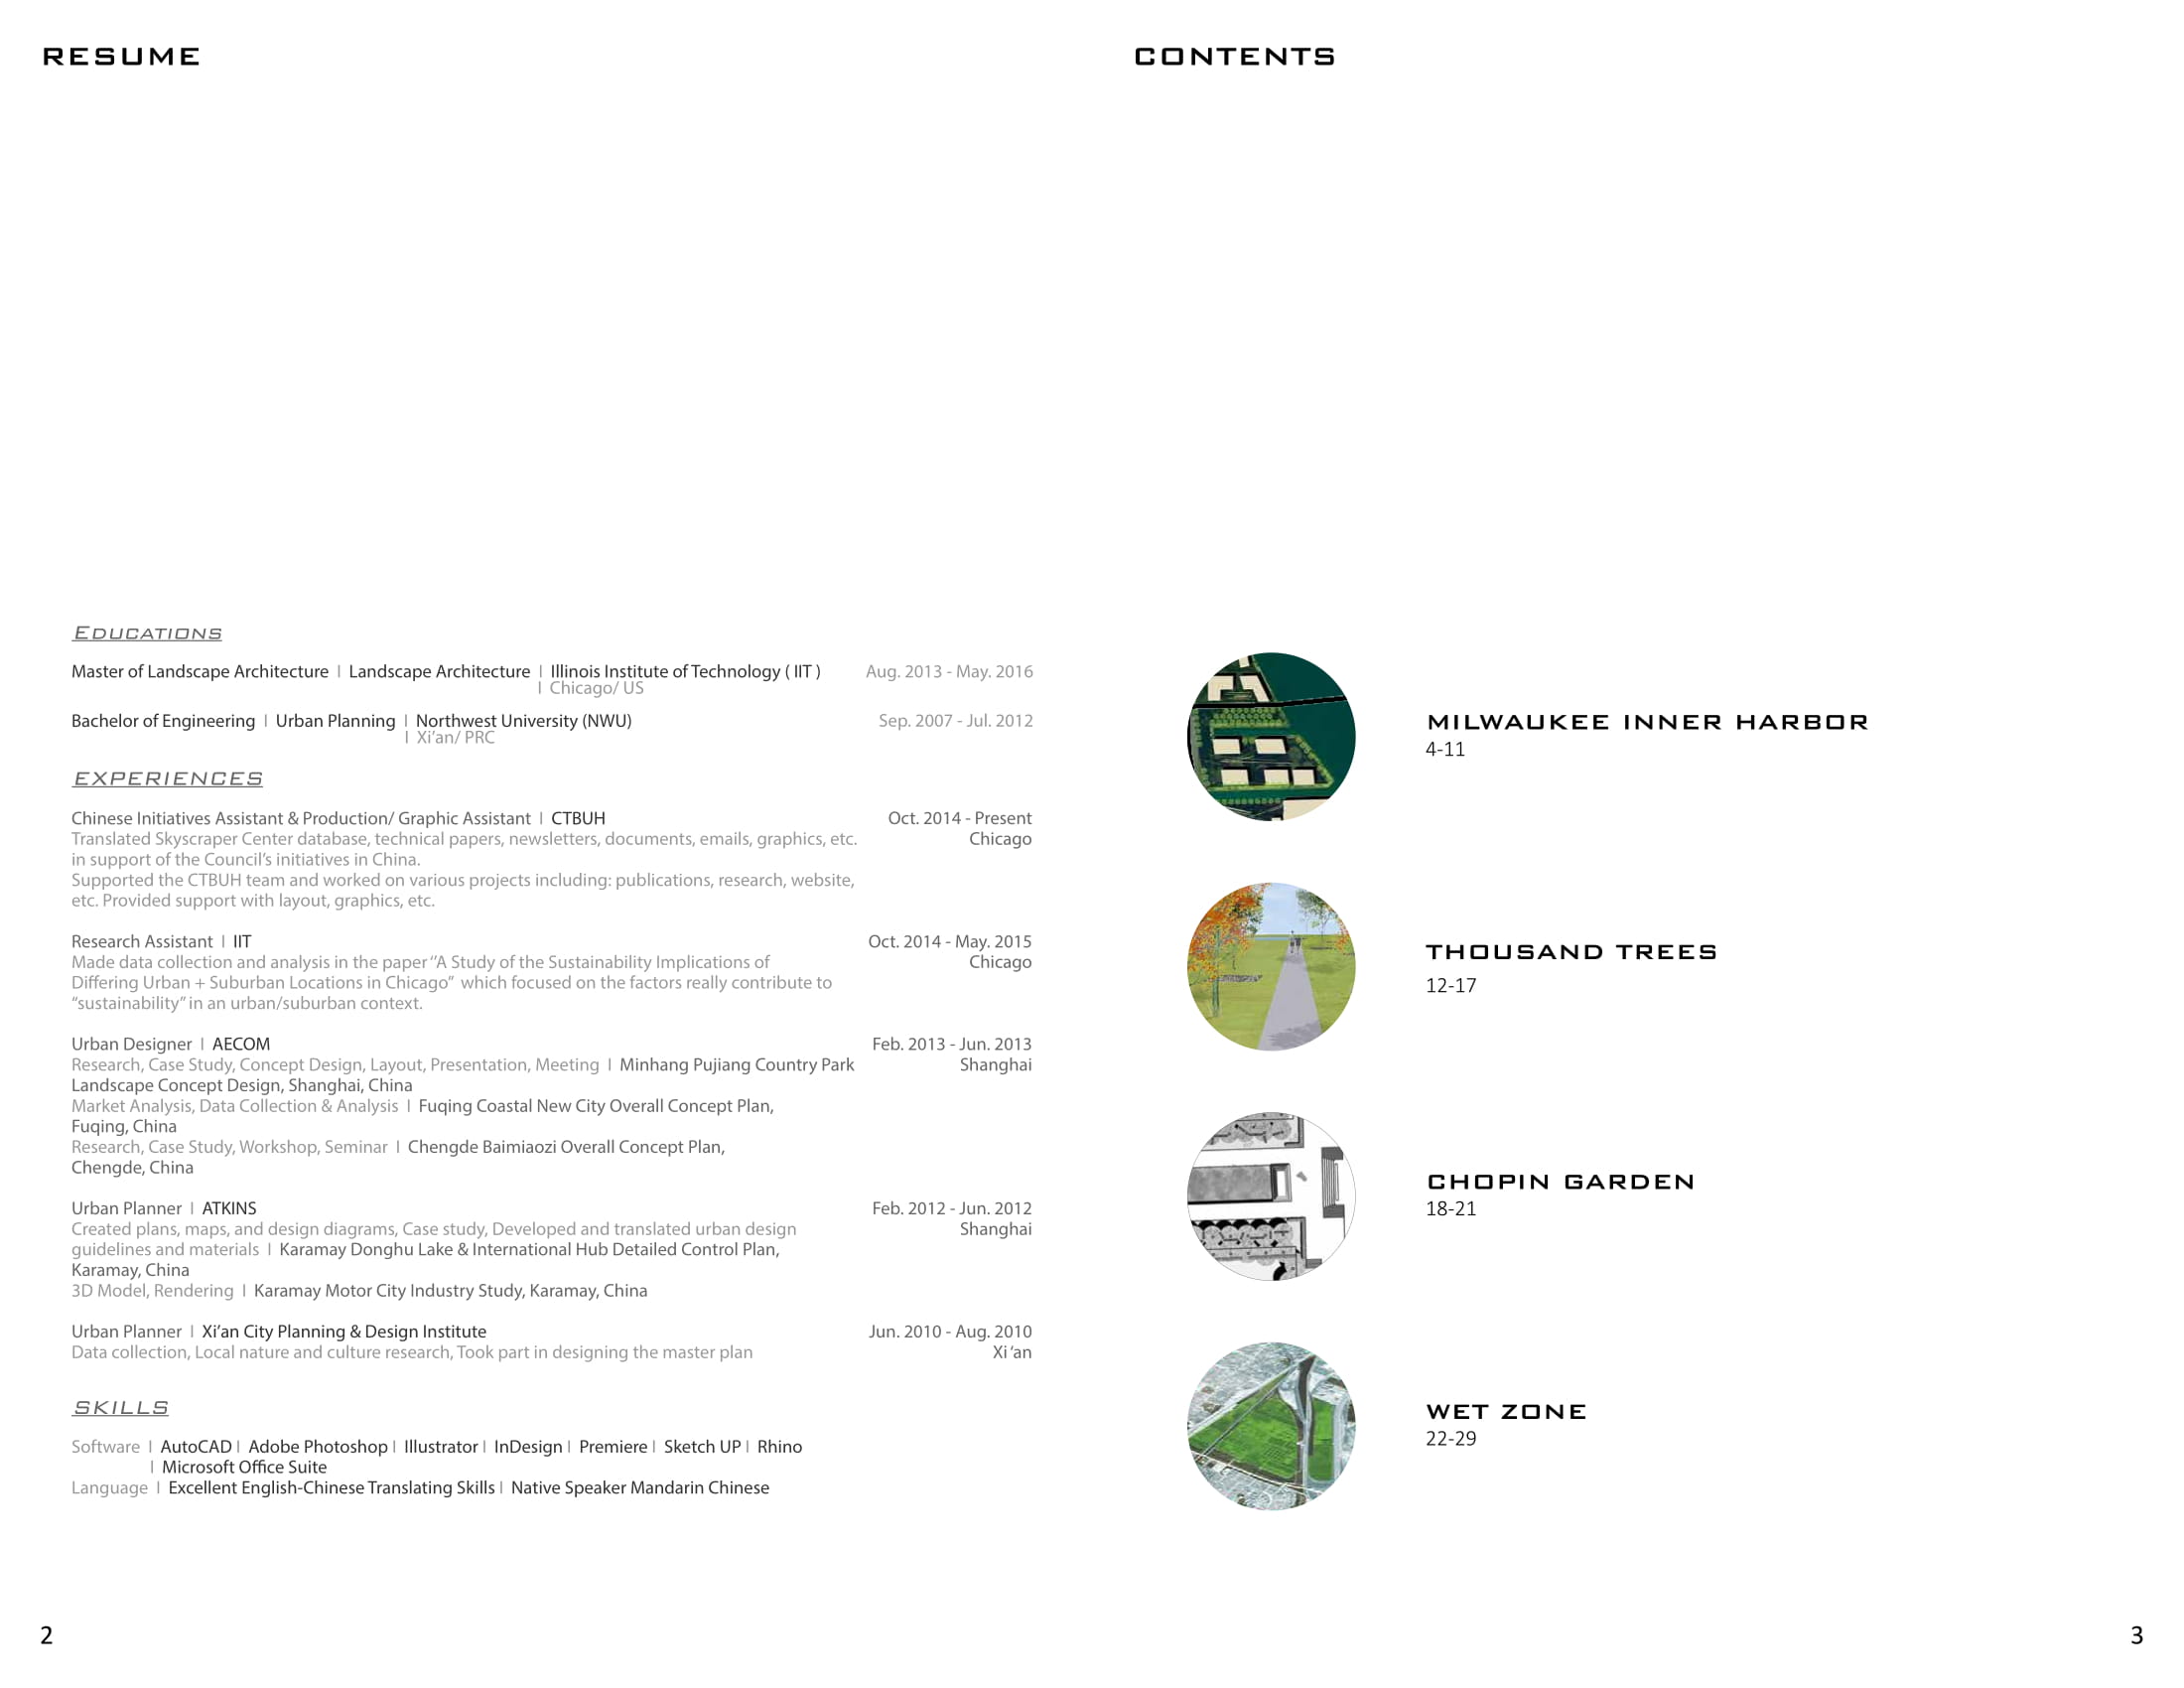 RESUME
Educations
Master of Landscape Architecture | Landscape Architecture | Illinois Institute of Technology ( IIT ) Aug. 2013 - May. 2016
| Chicago/ US
Bachelor of Engineering | Urban Planning | Northwest University (NWU) Sep. 2007 - Jul. 2012
| Xi’an/ PRC
EXPERIENCES
Chinese Initiatives Assistant & Production/ Graphic Assistant | CTBUH Oct. 2014 - Present
Translated Skyscraper Center database, technical papers, newsletters, documents, emails, graphics, etc. Chicago
in support of the Council’s initiatives in China.
Supported the CTBUH team and worked on various projects including: publications, research, website,
etc. Provided support with layout, graphics, etc.
Research Assistant | IIT Oct. 2014 - May. 2015
Made data collection and analysis in the paper “A Study of the Sustainability Implications of Chicago
Differing Urban + Suburban Locations in Chicago” which focused on the factors really contribute to
“sustainability” in an urban/suburban context.
Urban Designer | AECOM Feb. 2013 - Jun. 2013
Research, Case Study, Concept Design, Layout, Presentation, Meeting | Minhang Pujiang Country Park Shanghai
Landscape Concept Design, Shanghai, China
Market Analysis, Data Collection & Analysis | Fuqing Coastal New City Overall Concept Plan,
Fuqing, China
Research, Case Study, Workshop, Seminar | Chengde Baimiaozi Overall Concept Plan,
Chengde, China
Urban Planner | ATKINS Feb. 2012 - Jun. 2012
Created plans, maps, and design diagrams, Case study, Developed and translated urban design Shanghai
guidelines and materials | Karamay Donghu Lake & International Hub Detailed Control Plan,
Karamay, China
3D Model, Rendering | Karamay Motor City Industry Study, Karamay, China
Urban Planner | Xi’an City Planning & Design Institute Jun. 2010 - Aug. 2010
Data collection, Local nature and culture research, Took part in designing the master plan Xi ‘an
SKILLS
Software | AutoCAD | Adobe Photoshop | Illustrator | InDesign | Premiere | Sketch UP | Rhino
| Microsoft Office Suite
Language | Excellent English-Chinese Translating Skills | Native Speaker Mandarin Chinese
2
CONTENTS
MILWAUKEE INNER HARBOR
4-11
THOUSAND TREES
12-17
CHOPIN GARDEN
18-21
WET ZONE
22-29
3